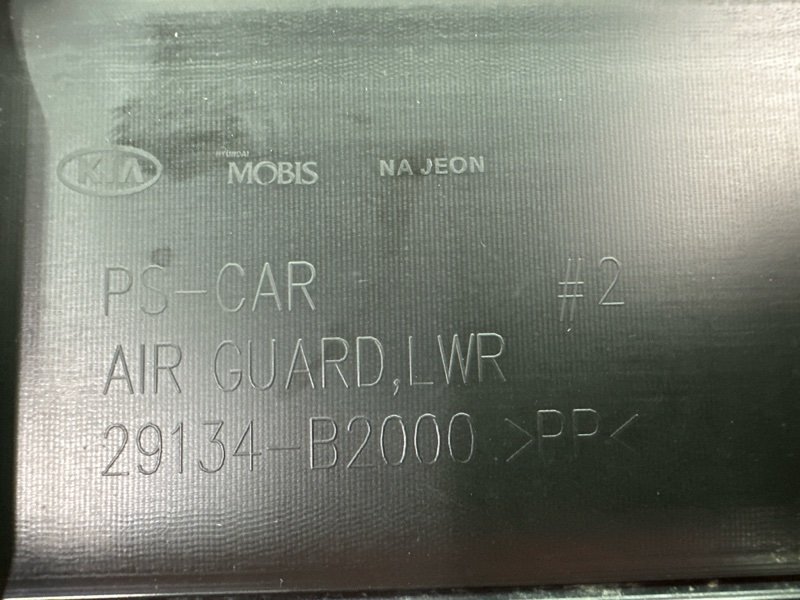 KIA HYUNDAI MOBIS NAJEON
PS-CAR #2
AIR GUARD,LWR
29134-B2000 >PP<